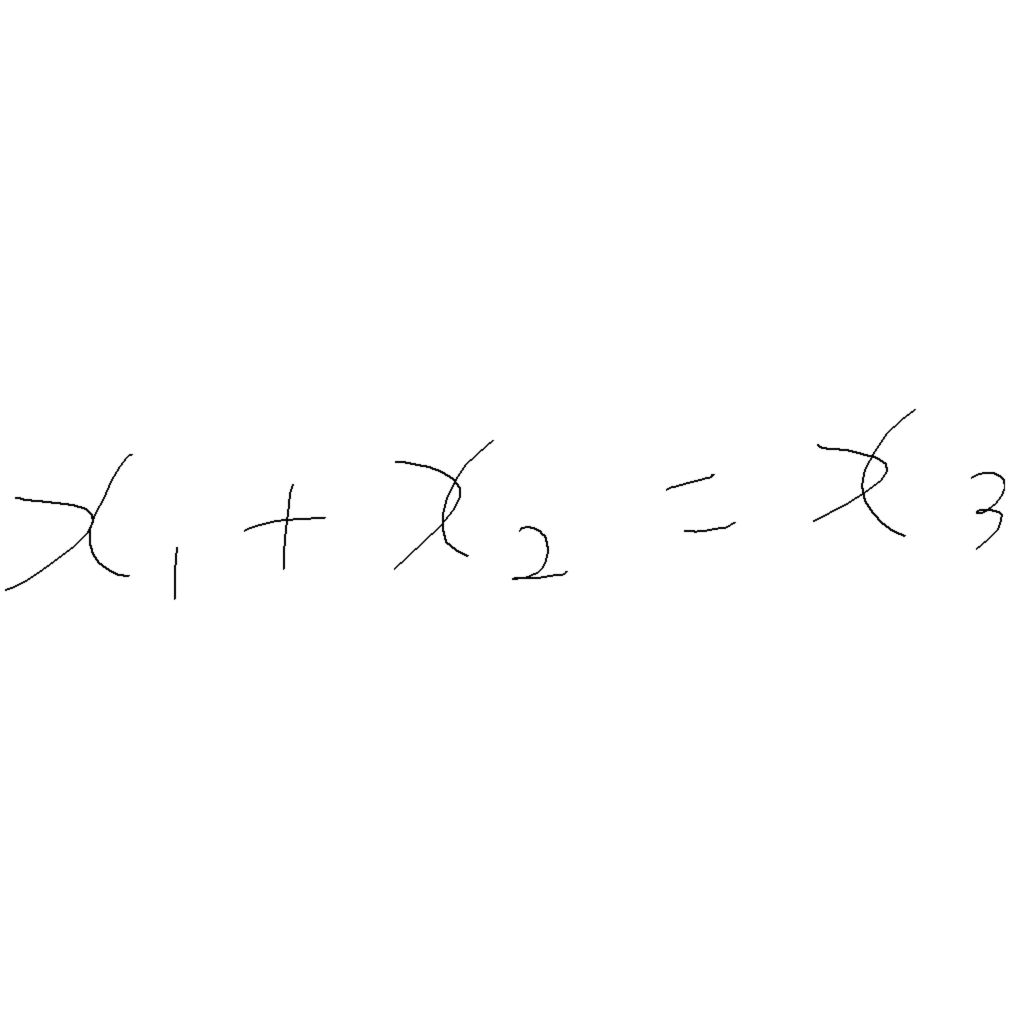 x₁ + x₂ = x₃